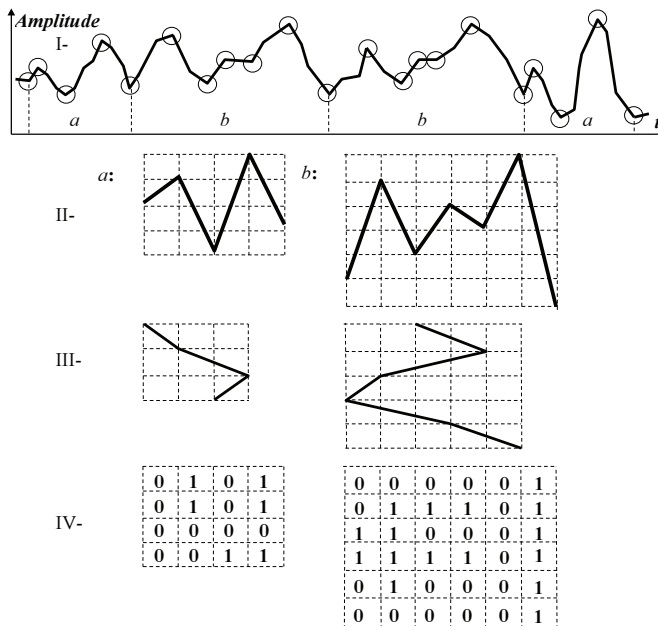 Amplitude
I-
a b b a t
a: b:
II-
III-
IV-
0 1 0 1
0 1 0 1
0 0 0 0
0 0 1 1
0 0 0 0 0 1
0 1 1 1 0 1
1 1 0 0 0 1
1 1 1 1 0 1
0 1 0 0 0 1
0 0 0 0 0 1